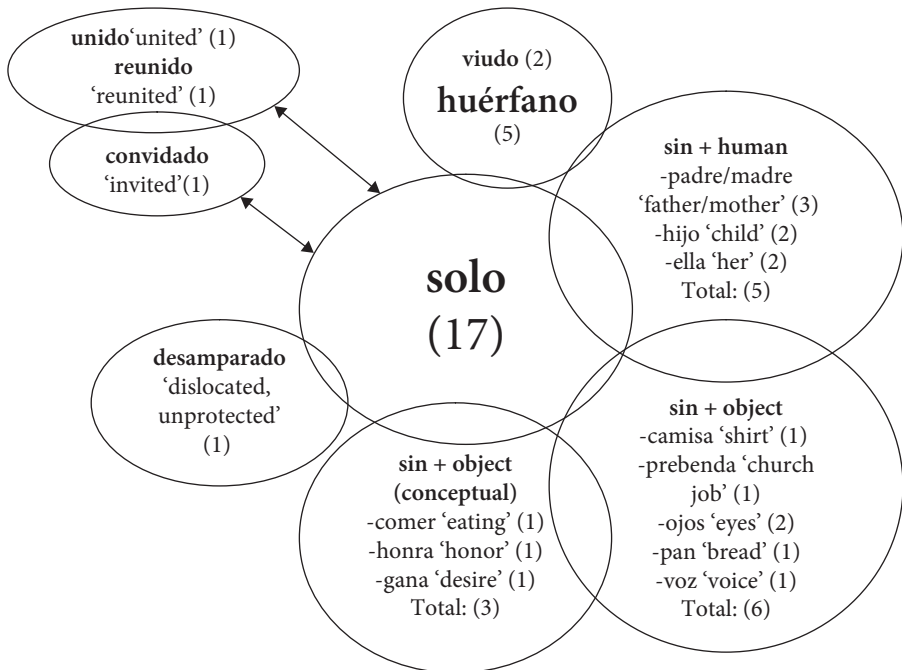 unido‘united’ (1)
reunido
‘reunited’ (1)
convidado
‘invited’(1)
viudo (2)
huérfano
(5)
sin + human
-padre/madre
‘father/mother’ (3)
-hijo ‘child’ (2)
-ella ‘her’ (2)
Total: (5)
solo
(17)
desamparado
‘dislocated,
unprotected’
(1)
sin + object
(conceptual)
-comer ‘eating’ (1)
-honra ‘honor’ (1)
-gana ‘desire’ (1)
Total: (3)
sin + object
-camisa ‘shirt’ (1)
-prebenda ‘church
job’ (1)
-ojos ‘eyes’ (2)
-pan ‘bread’ (1)
-voz ‘voice’ (1)
Total: (6)